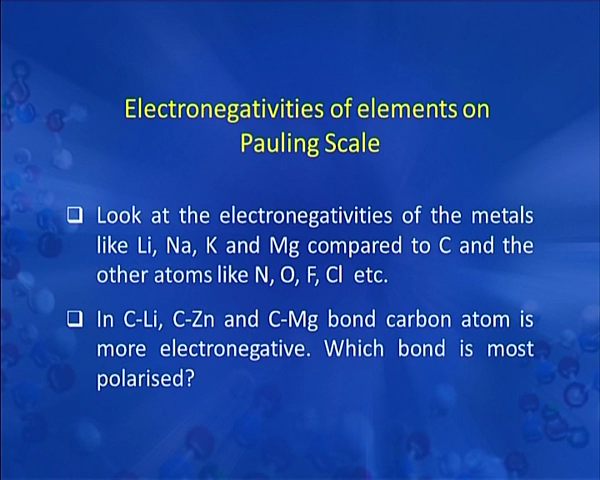 Electronegativities of elements on
Pauling Scale
❑ Look at the electronegativities of the metals
like Li, Na, K and Mg compared to C and the
other atoms like N, O, F, Cl etc.
❑ In C-Li, C-Zn and C-Mg bond carbon atom is
more electronegative. Which bond is most
polarised?